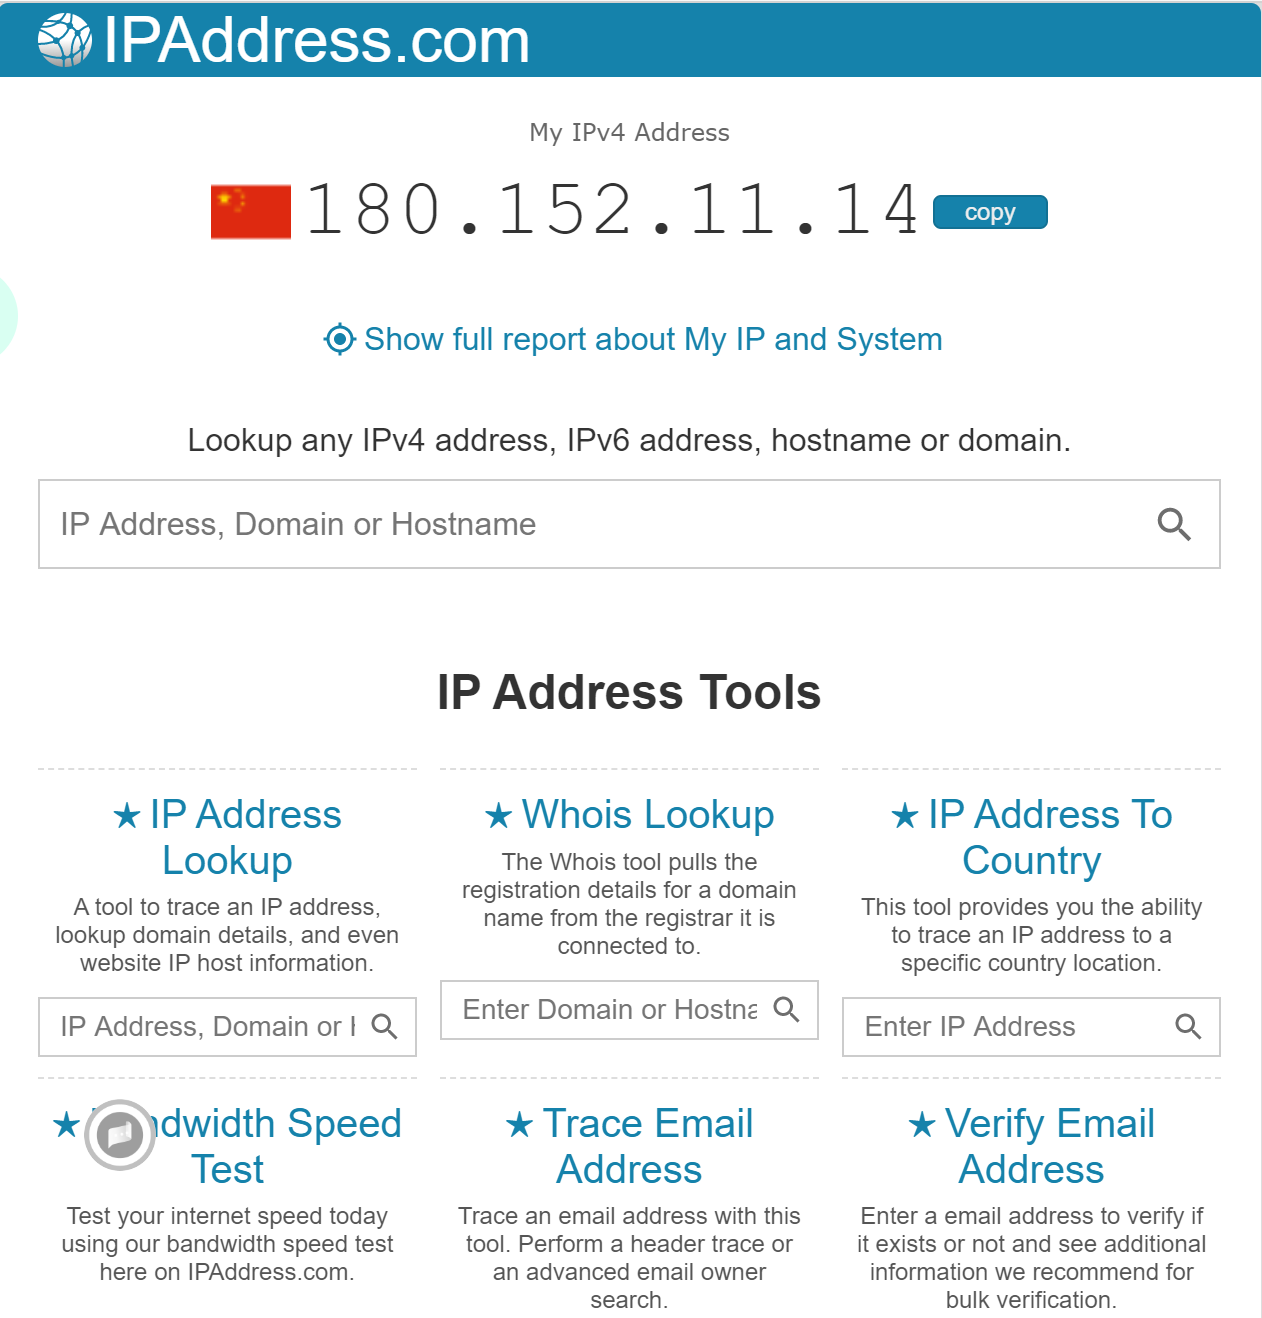 IPAddress.com
My IPv4 Address
180.152.11.14 copy
Show full report about My IP and System
Lookup any IPv4 address, IPv6 address, hostname or domain.
IP Address, Domain or Hostname
IP Address Tools
IP Address
Lookup
A tool to trace an IP address,
lookup domain details, and even
website IP host information.
IP Address, Domain or
Whois Lookup
The Whois tool pulls the
registration details for a domain
name from the registrar it is
connected to.
Enter Domain or Hostna
IP Address To
Country
This tool provides you the ability
to trace an IP address to a
specific country location.
Enter IP Address
Speed
Test
Test your internet speed today
using our bandwidth speed test
here on IPAddress.com.
Trace Email
Address
Trace an email address with this
tool. Perform a header trace or
an advanced email owner
search.
Verify Email
Address
Enter a email address to verify if
it exists or not and see additional
information we recommend for
bulk verification.